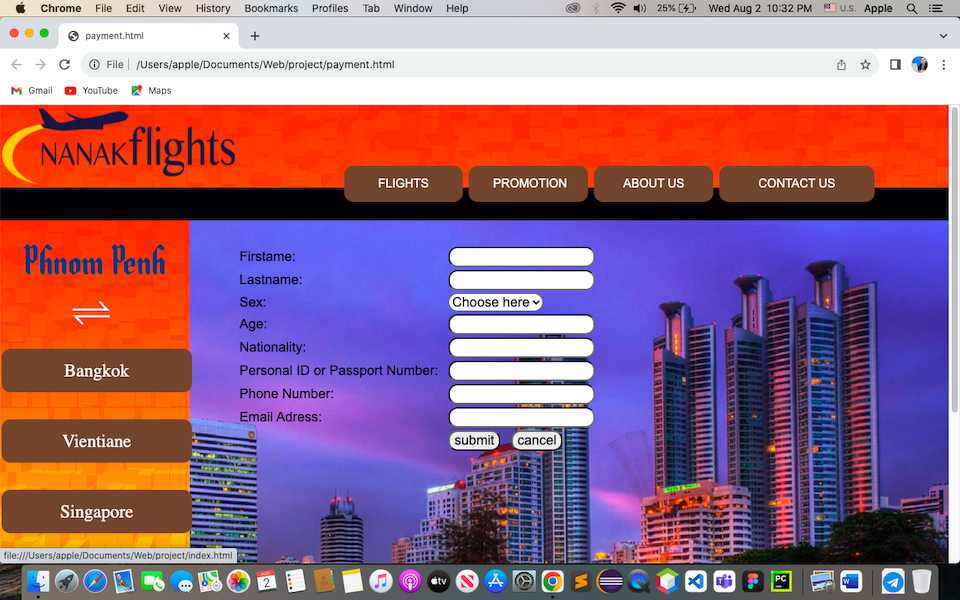 Chrome File Edit View History Bookmarks Profiles Tab Window Help 25% Wed Aug 2 10:32 PM U.S. Apple
payment.html
File /Users/apple/Documents/Web/project/payment.html
Gmail YouTube Maps
NANAKflights
FLIGHTS PROMOTION ABOUT US CONTACT US
Phnom Penh
Bangkok
Vientiane
Singapore
Firstame:
Lastname:
Sex: Choose here
Age:
Nationality:
Personal ID or Passport Number:
Phone Number:
Email Adress:
submit cancel
file:///Users/apple/Documents/Web/project/index.html
2
tv
PC
W